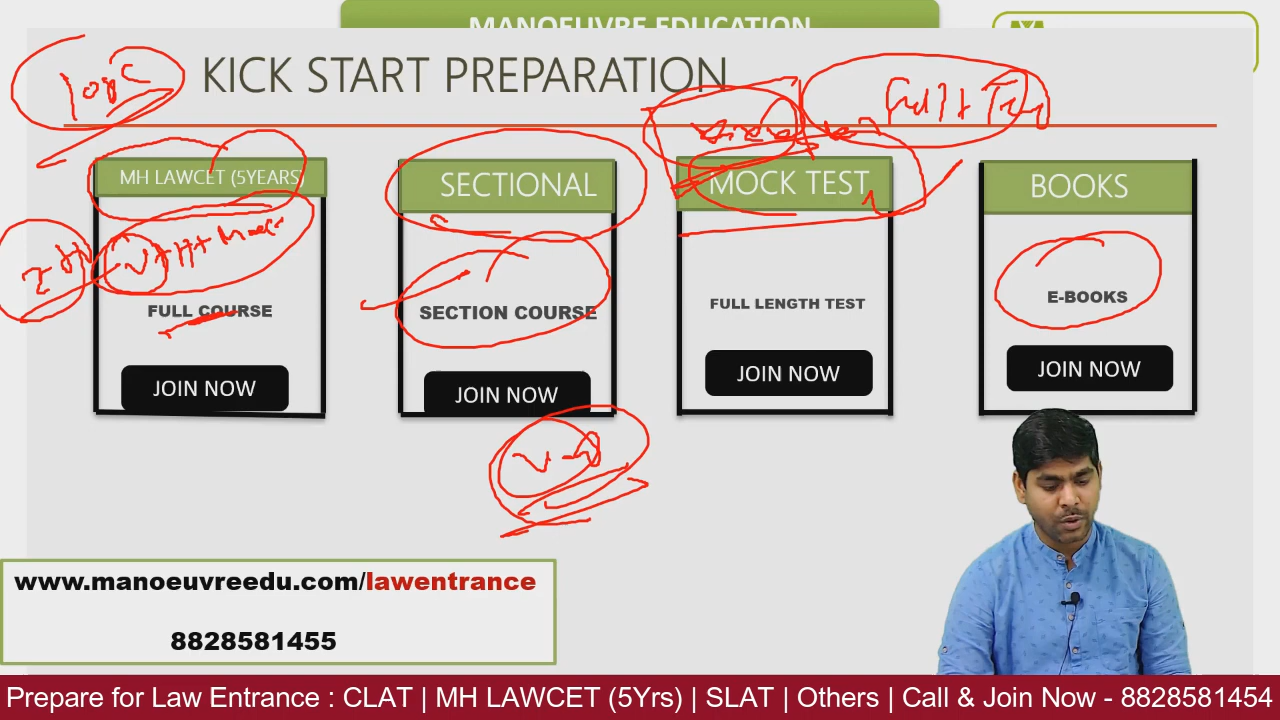 MANOEUVRE EDUCATION
KICK START PREPARATION
logic
Full +
MH LAWCET (5YEARS
SECTIONAL
MOCK TEST
BOOKS
V+H+
FULL COURSE
SECTION COURSE
FULL LENGTH TEST
E-BOOKS
JOIN NOW
JOIN NOW
JOIN NOW
JOIN NOW
www.manoeuvreedu.com/lawentrance
8828581455
Prepare for Law Entrance : CLAT | MH LAWCET (5Yrs) | SLAT | Others | Call & Join Now - 8828581454